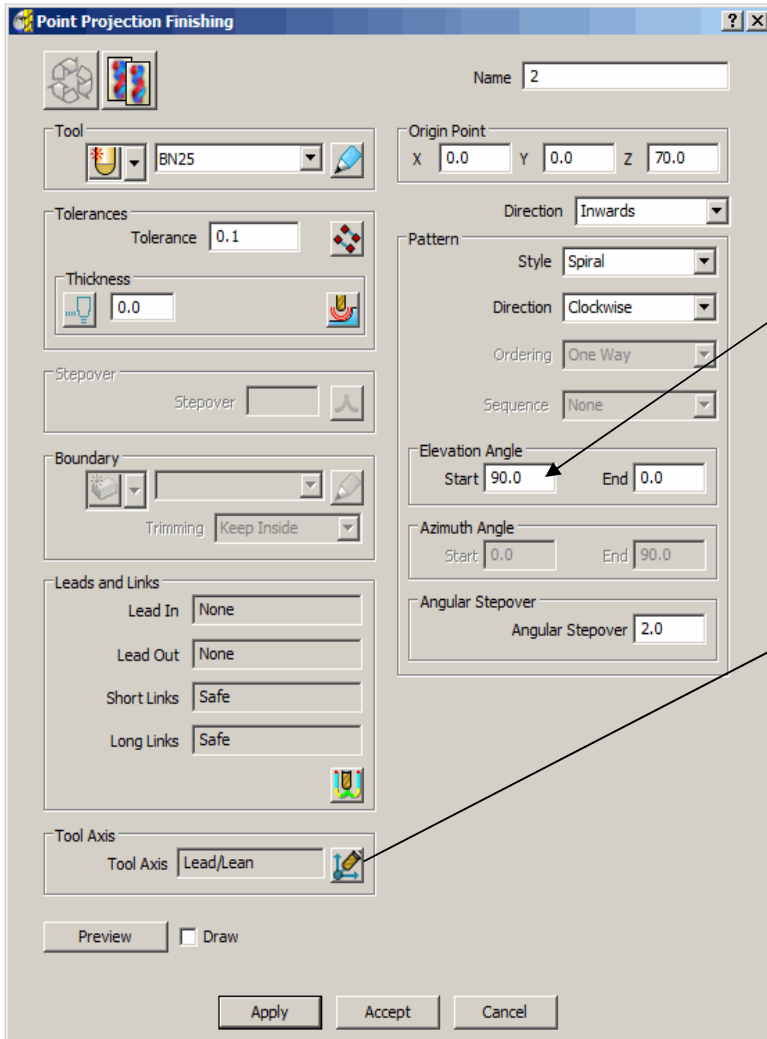 Point Projection Finishing
Name 2
Tool
BN25
Tolerances
Tolerance 0.1
Thickness
0.0
Stepover
Stepover
Boundary
Trimming Keep Inside
Leads and Links
Lead In None
Lead Out None
Short Links Safe
Long Links Safe
Tool Axis
Tool Axis Lead/Lean
Preview Draw
Origin Point
X 0.0 Y 0.0 Z 70.0
Direction Inwards
Pattern
Style Spiral
Direction Clockwise
Ordering One Way
Sequence None
Elevation Angle
Start 90.0 End 0.0
Azimuth Angle
Start 0.0 End 90.0
Angular Stepover
Angular Stepover 2.0
Apply Accept Cancel